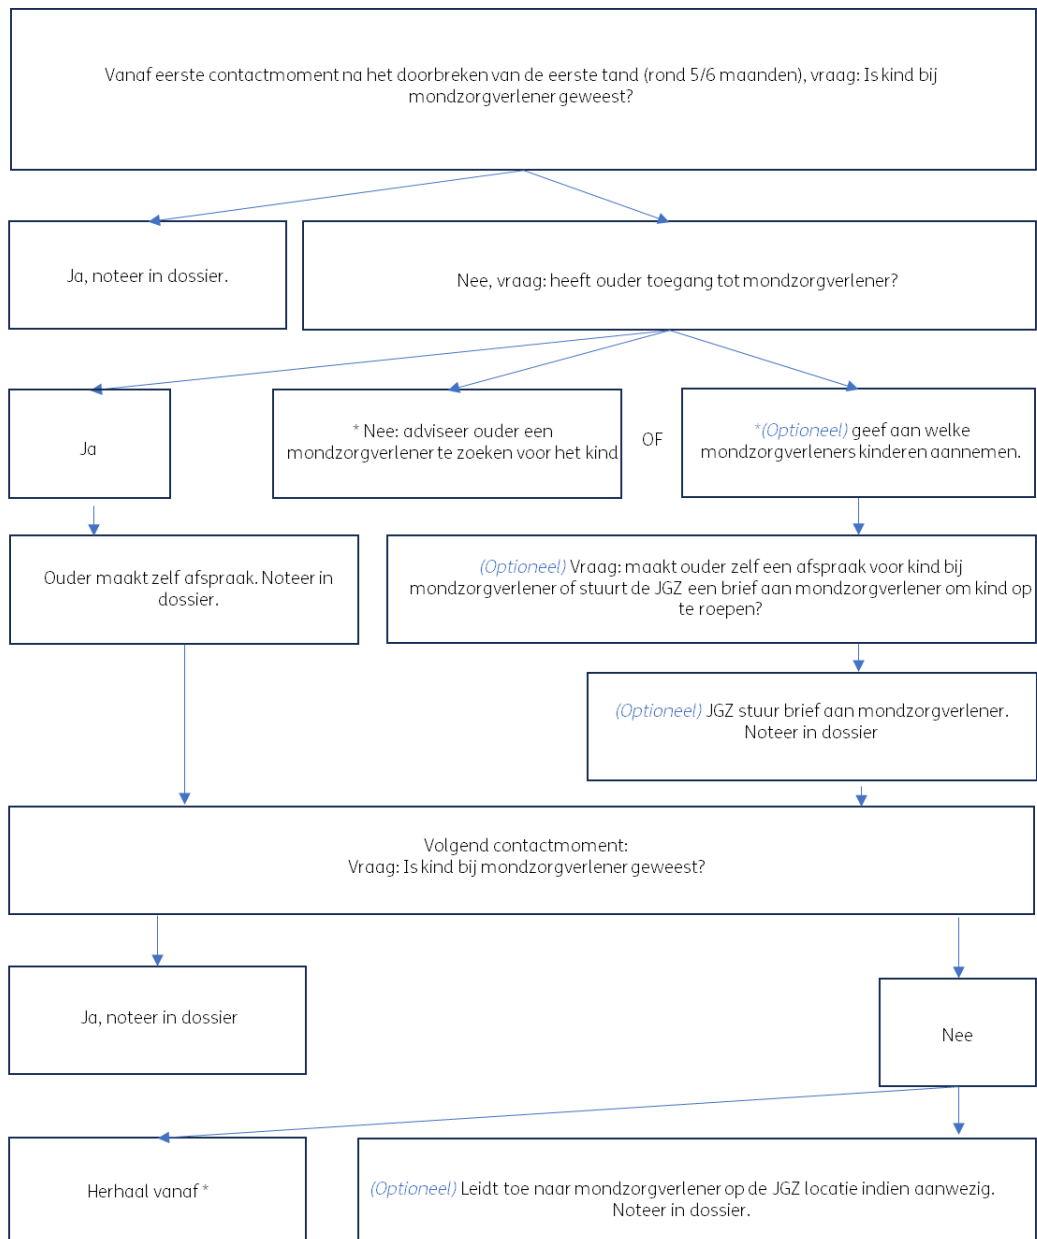 Vanaf eerste contactmoment na het doorbreken van de eerste tand (rond 5/6 maanden), vraag: Is kind bij
mondzorgverlener geweest?
Ja, noteer in dossier.
Nee, vraag: heeft ouder toegang tot mondzorgverlener?
Ja
* Nee: adviseer ouder een
mondzorgverlener te zoeken voor het kind
OF
*(Optioneel) geef aan welke
mondzorgverleners kinderen aannemen.
Ouder maakt zelf afspraak. Noteer in
dossier.
(Optioneel) Vraag: maakt ouder zelf een afspraak voor kind bij
mondzorgverlener of stuurt de JGZ een brief aan mondzorgverlener om kind op
te roepen?
(Optioneel) JGZ stuur brief aan mondzorgverlener.
Noteer in dossier
Volgend contactmoment:
Vraag: Is kind bij mondzorgverlener geweest?
Ja, noteer in dossier
Nee
Herhaal vanaf *
(Optioneel) Leidt toe naar mondzorgverlener op de JGZ locatie indien aanwezig.
Noteer in dossier.